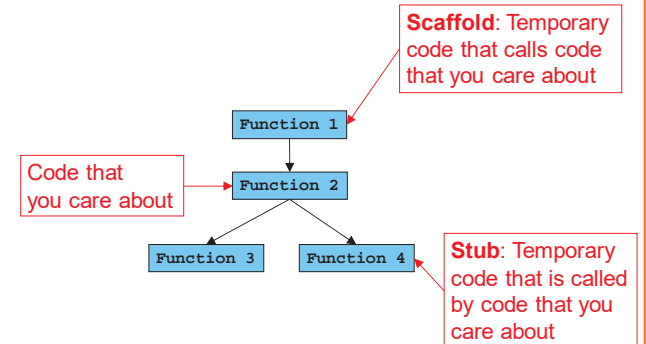 Scaffold: Temporary
code that calls code
that you care about
Function 1
Code that
you care about
Function 2
Function 3
Function 4
Stub: Temporary
code that is called
by code that you
care about